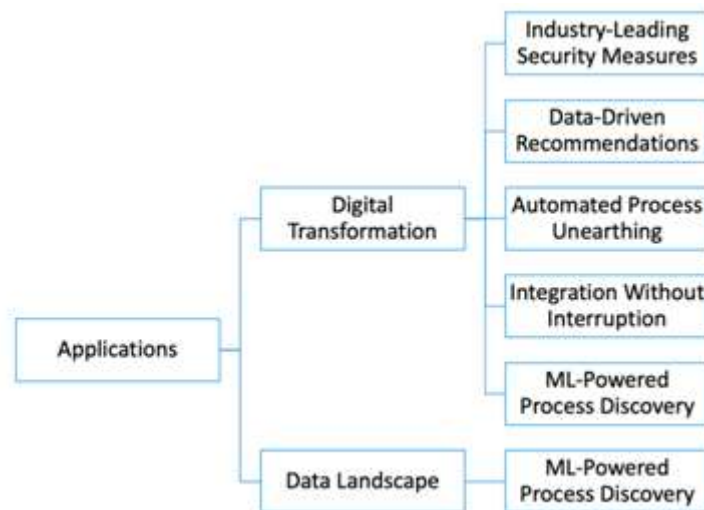 Industry-Leading
Security Measures
Data-Driven
Recommendations
Digital
Transformation
Automated Process
Unearthing
Integration Without
Interruption
Applications
ML-Powered
Process Discovery
Data Landscape
ML-Powered
Process Discovery